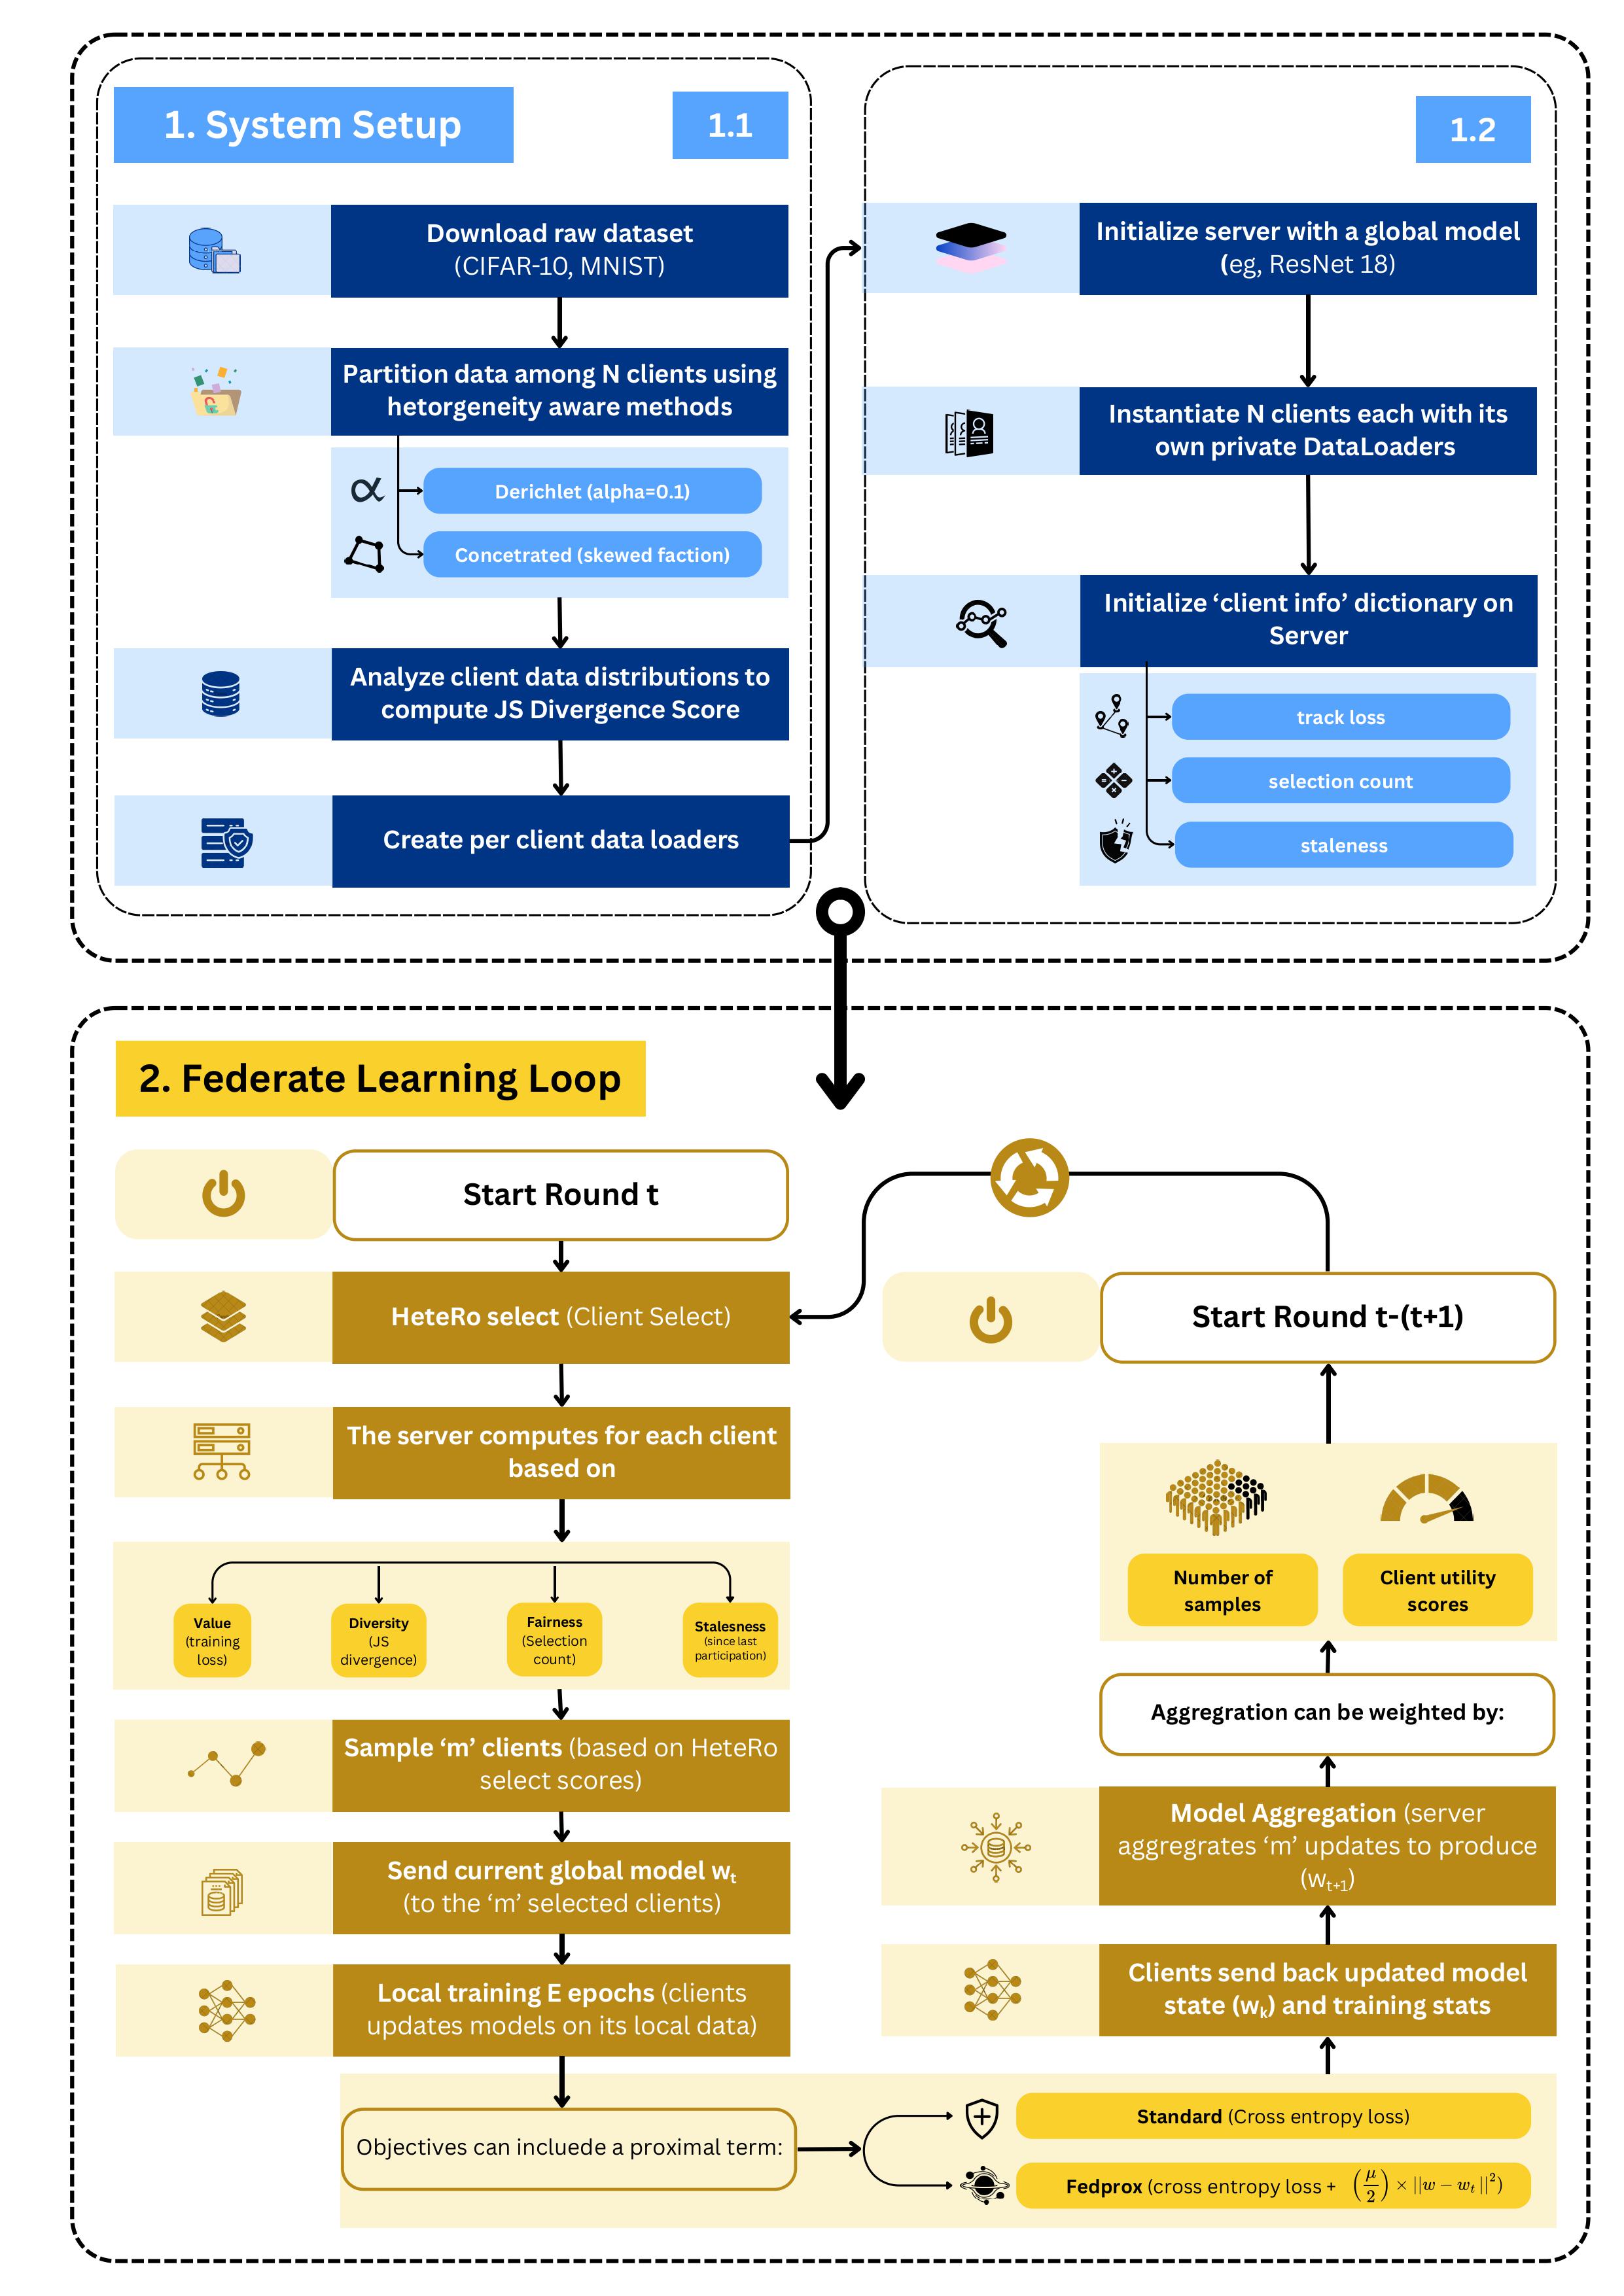 1. System Setup
1.1
Download raw dataset
(CIFAR-10, MNIST)
Partition data among N clients using
hetorgeneity aware methods
∝
Derichlet (alpha=0.1)
Concetrated (skewed faction)
Analyze client data distributions to
compute JS Divergence Score
Create per client data loaders
1.2
Initialize server with a global model
(eg, ResNet 18)
Instantiate N clients each with its
own private DataLoaders
Initialize ‘client info’ dictionary on
Server
track loss
selection count
staleness
2. Federate Learning Loop
Start Round t
HeteRo select (Client Select)
The server computes for each client
based on
Value
(training
loss)
Diversity
(JS
divergence)
Fairness
(Selection
count)
Stalesness
(since last
participation)
Sample ‘m’ clients (based on HeteRo
select scores)
Send current global model wₜ
(to the ‘m’ selected clients)
Local training E epochs (clients
updates models on its local data)
Objectives can incluede a proximal term:
Standard (Cross entropy loss)
Fedprox (cross entropy loss + (μ/2) × ||w − wₜ||²)
Clients send back updated model
state (wₖ) and training stats
Model Aggregation (server
aggregrates ‘m’ updates to produce
(wₜ₊₁)
Aggregration can be weighted by:
Number of
samples
Client utility
scores
Start Round t-(t+1)